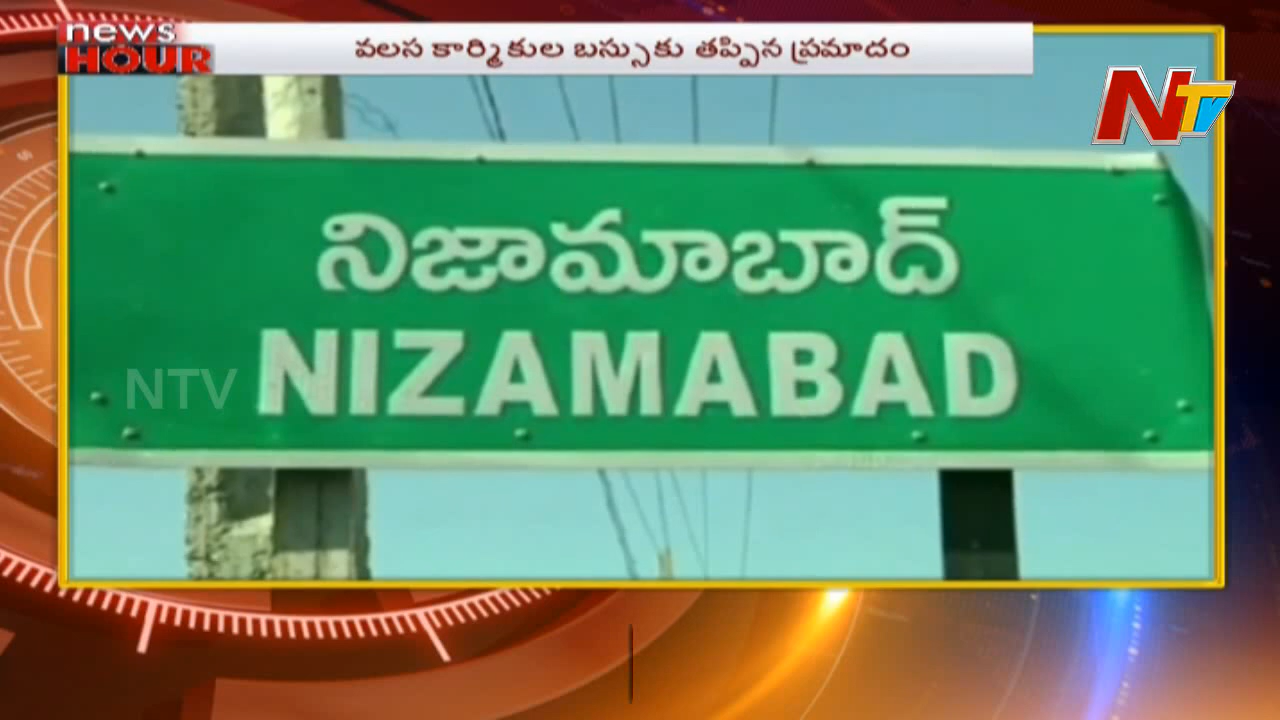 news
HOUR
వలస కార్మికుల బస్సుకు తప్పిన ప్రమాదం
NTV
నిజామాబాద్
NIZAMABAD
NTV